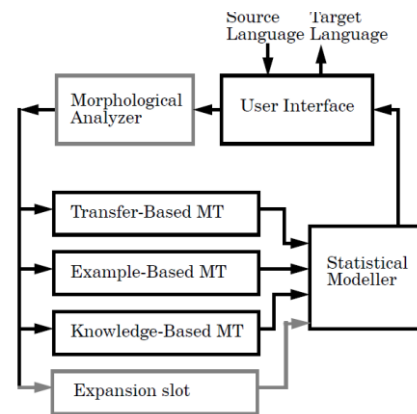 Source Target
Language Language
Morphological
Analyzer
User Interface
Transfer-Based MT
Example-Based MT
Statistical
Modeller
Knowledge-Based MT
Expansion slot